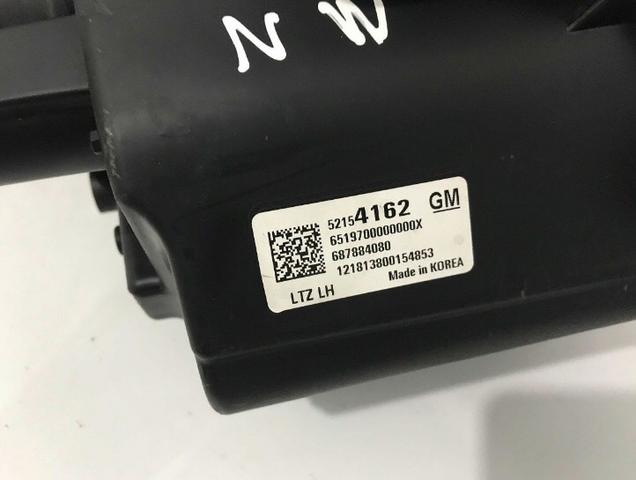 N W
52154162 GM
6519700000000X
687884080
121813800154853
Made in KOREA
LTZ LH